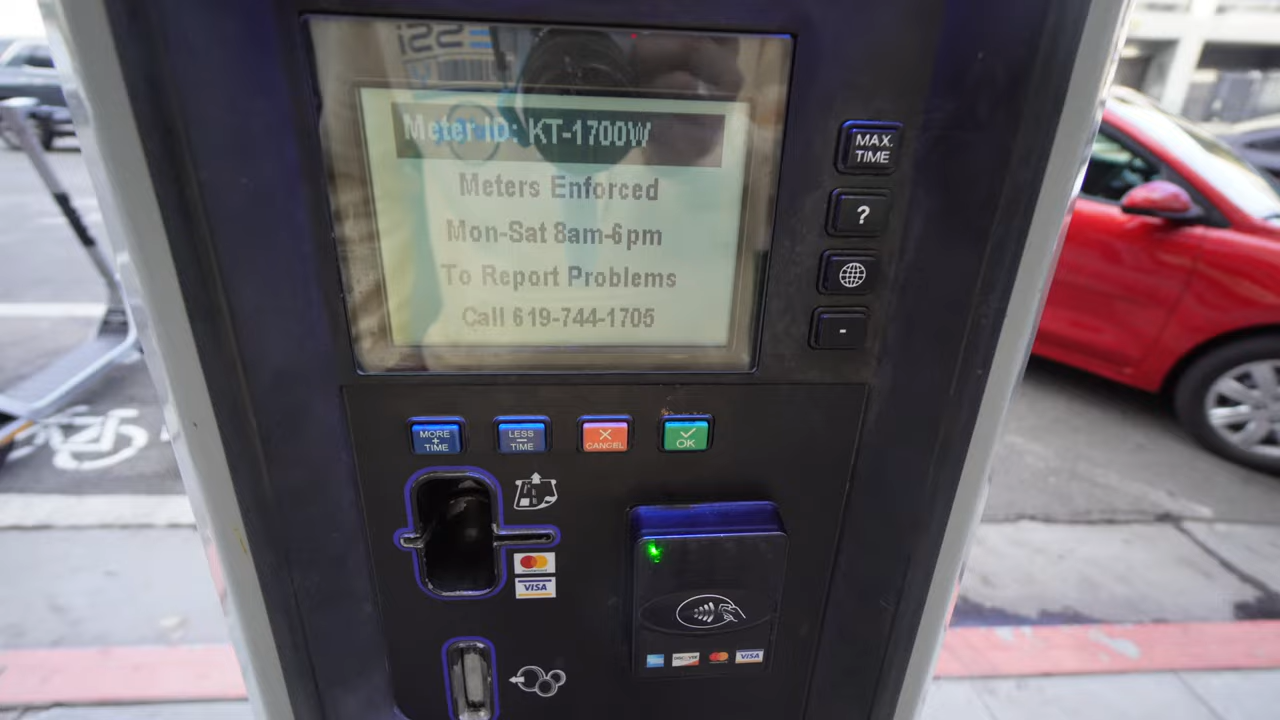 Meter ID: KT-1700W
Meters Enforced
Mon-Sat 8am-6pm
To Report Problems
Call 619-744-1705
MAX.
TIME
?
-
MORE
+
TIME
LESS
–
TIME
CANCEL
OK
VISA
VISA